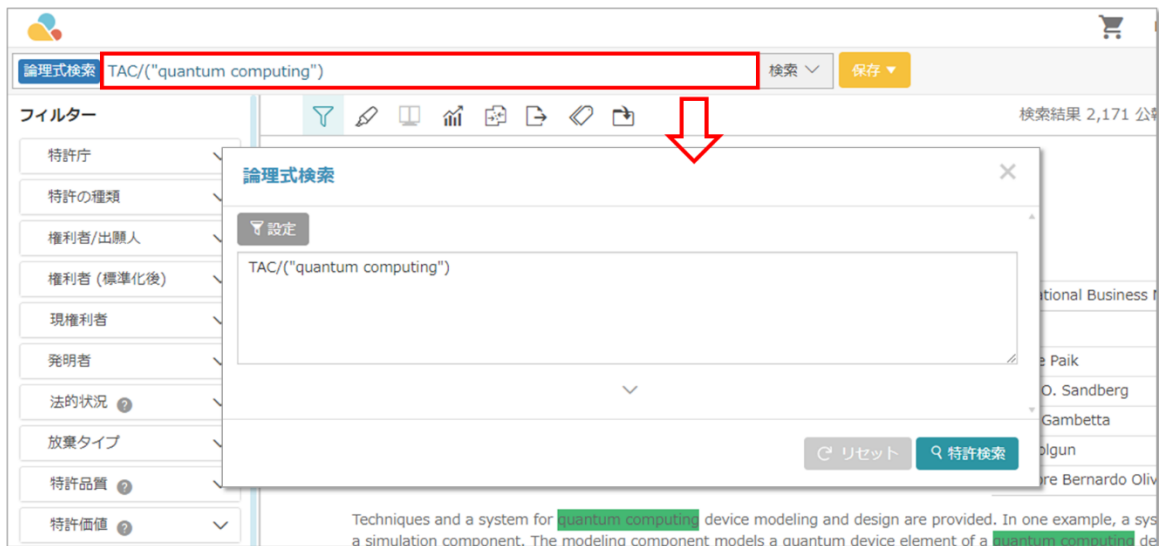 論理式検索 TAC/("quantum computing") 検索 保存
フィルター
検索結果 2,171 公報
特許庁
特許の種類
権利者/出願人
権利者 (標準化後)
現権利者
発明者
法的状況 ?
放棄タイプ
特許品質 ?
特許価値 ?
論理式検索
設定
TAC/("quantum computing")
リセット 特許検索
ational Business
Paik
O. Sandberg
Gambetta
olgun
re Bernardo Oliv
Techniques and a system for quantum computing device modeling and design are provided. In one example, a sys
a simulation component. The modeling component models a quantum device element of a quantum computing de